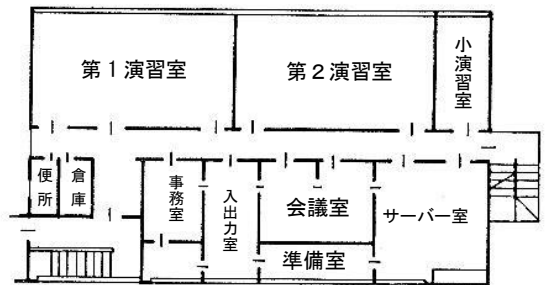 第1演習室
第2演習室
小演習室
便所
倉庫
事務室
入出力室
会議室
サーバー室
準備室